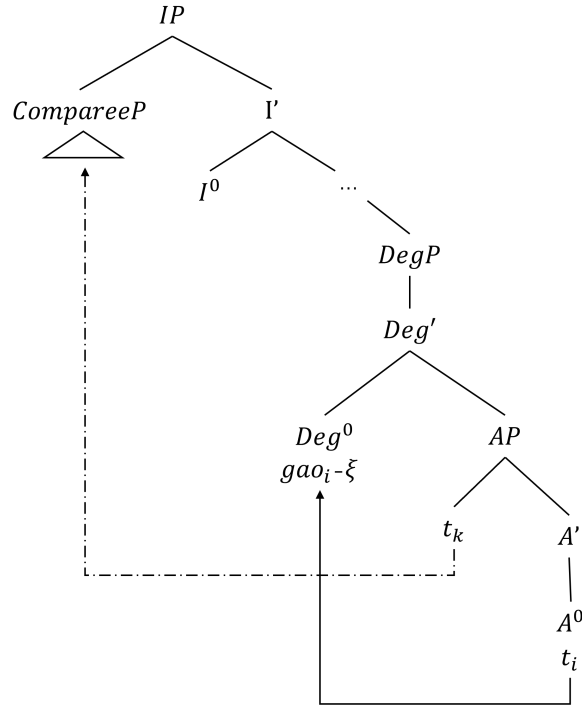 IP
CompareeP I’
I⁰ …
DegP
Deg′
Deg⁰ AP
gaoᵢ-ξ
tₖ A’
A⁰
tᵢ